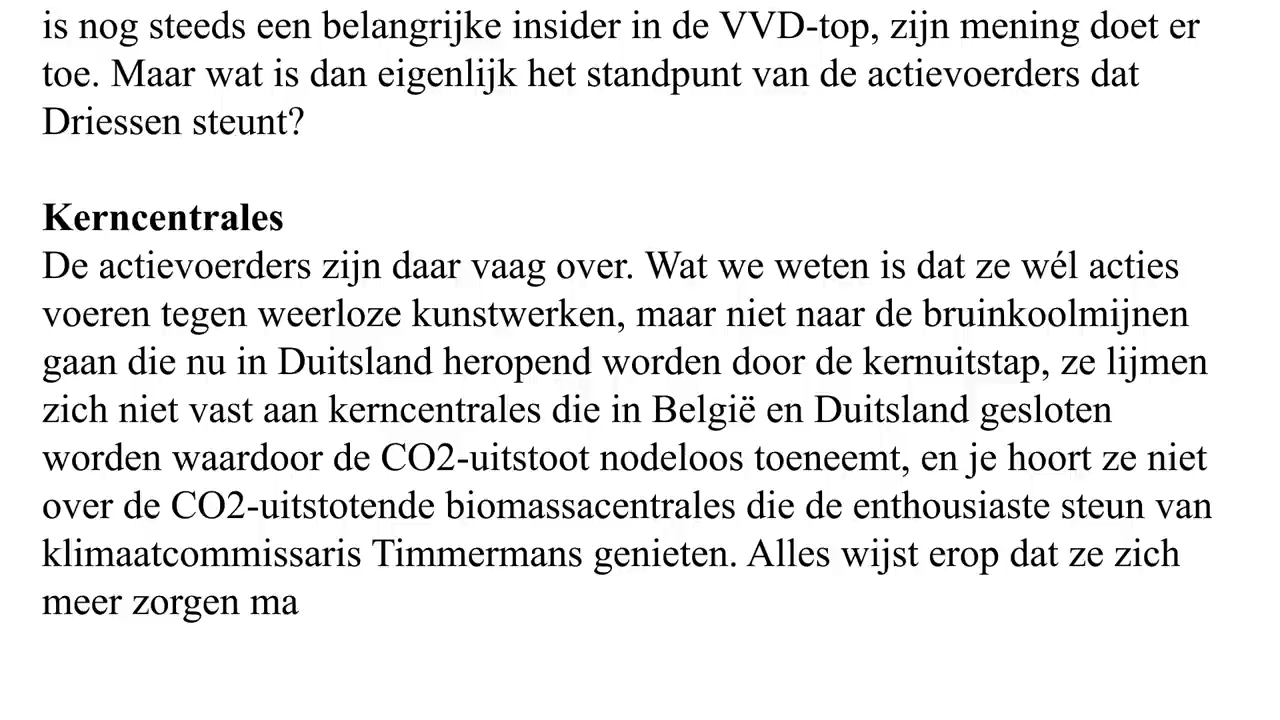 is nog steeds een belangrijke insider in de VVD-top, zijn mening doet er
toe. Maar wat is dan eigenlijk het standpunt van de actievoerders dat
Driessen steunt?
Kerncentrales
De actievoerders zijn daar vaag over. Wat we weten is dat ze wél acties
voeren tegen weerloze kunstwerken, maar niet naar de bruinkoolmijnen
gaan die nu in Duitsland heropend worden door de kernuitstap, ze lijmen
zich niet vast aan kerncentrales die in België en Duitsland gesloten
worden waardoor de CO2-uitstoot nodeloos toeneemt, en je hoort ze niet
over de CO2-uitstotende biomassacentrales die de enthousiaste steun van
klimaatcommissaris Timmermans genieten. Alles wijst erop dat ze zich
meer zorgen ma